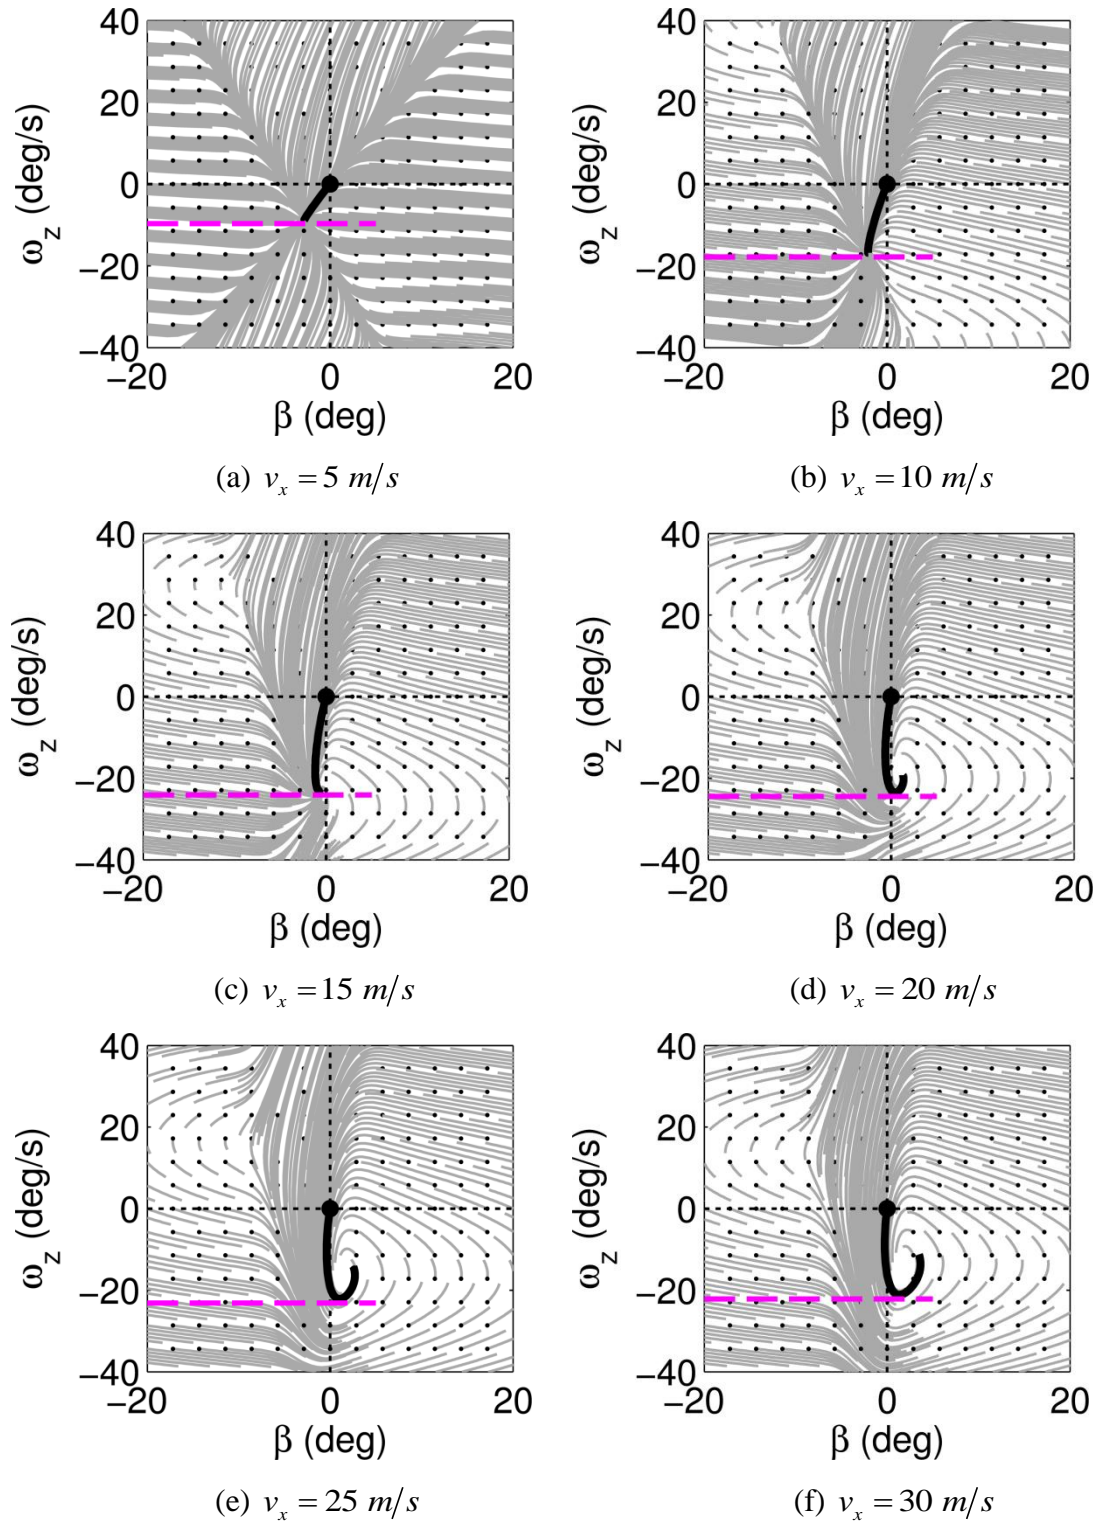 40 40
20 20
0 0
−20 −20
−40 −40
ω_z (deg/s) ω_z (deg/s)
−20 0 20 −20 0 20
β (deg) β (deg)
(a) v_x = 5 m/s (b) v_x = 10 m/s
40 40
20 20
0 0
−20 −20
−40 −40
ω_z (deg/s) ω_z (deg/s)
−20 0 20 −20 0 20
β (deg) β (deg)
(c) v_x = 15 m/s (d) v_x = 20 m/s
40 40
20 20
0 0
−20 −20
−40 −40
ω_z (deg/s) ω_z (deg/s)
−20 0 20 −20 0 20
β (deg) β (deg)
(e) v_x = 25 m/s (f) v_x = 30 m/s